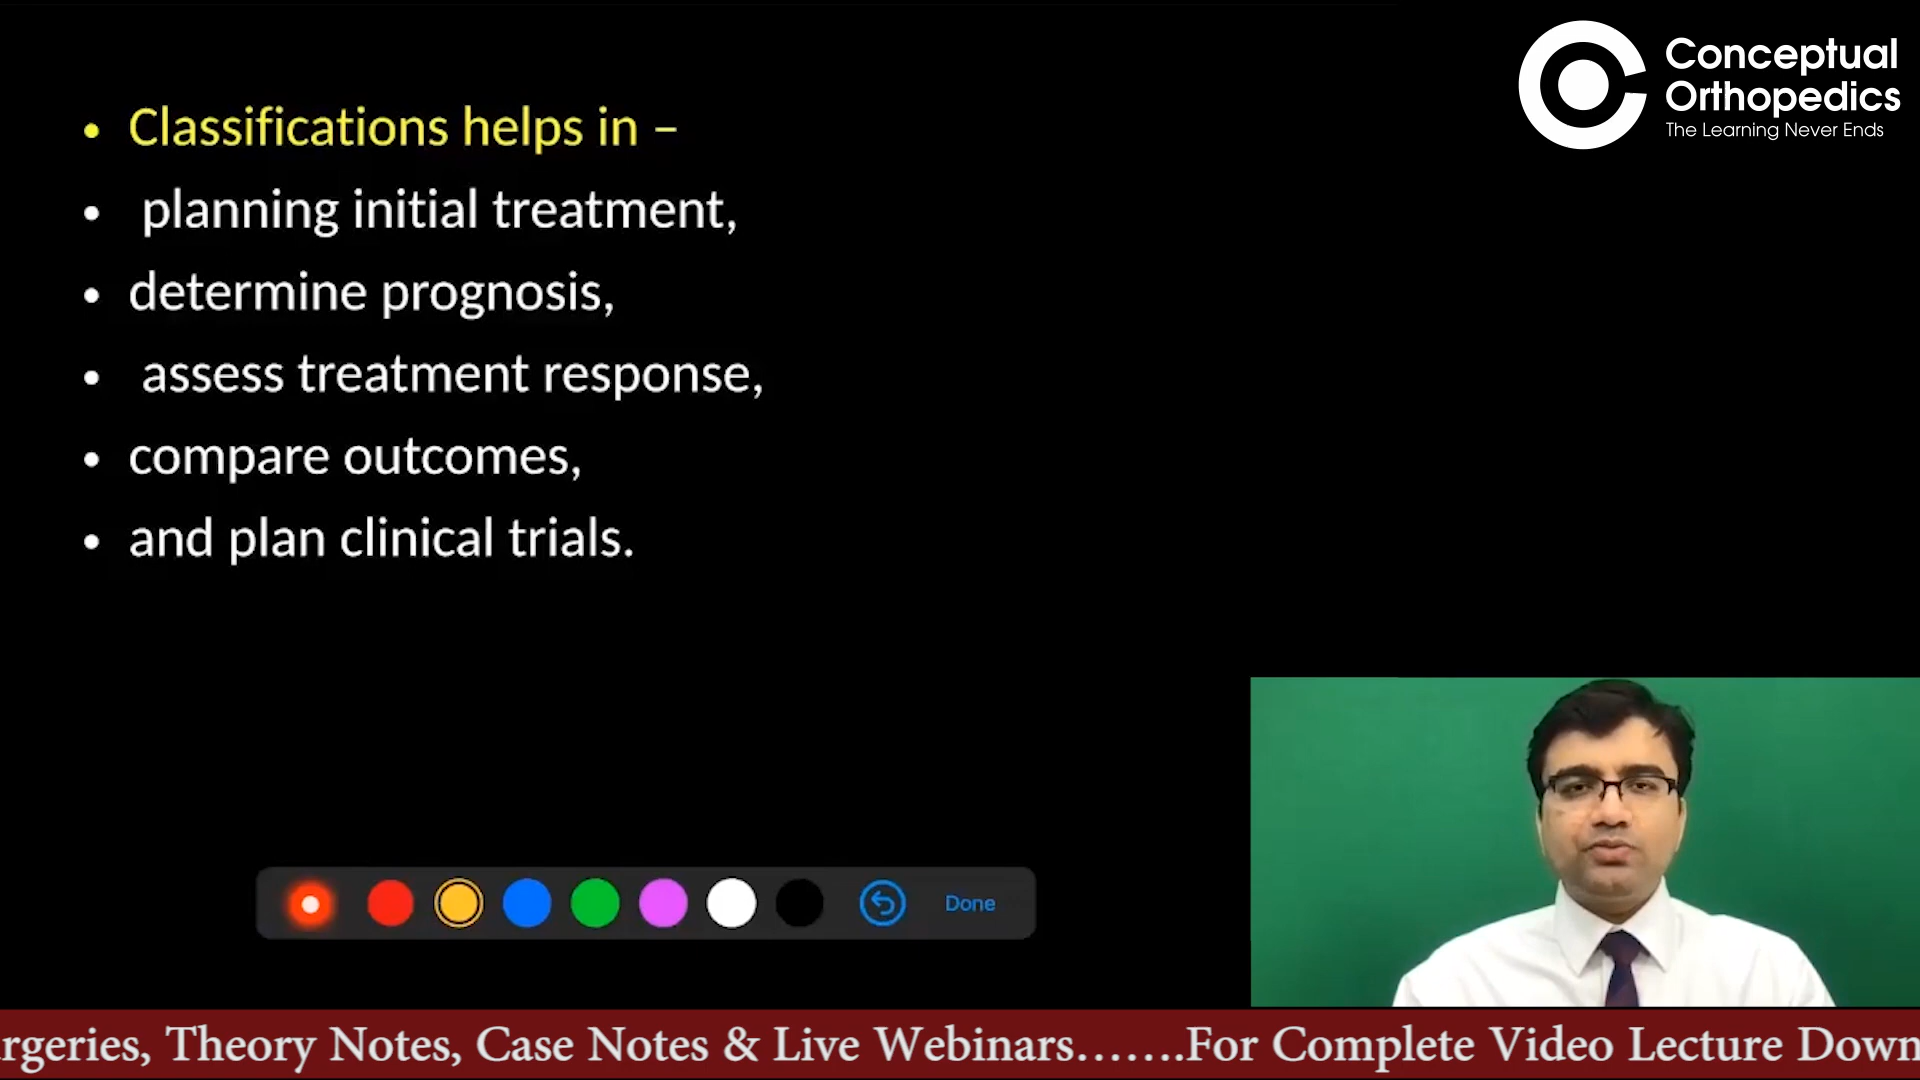 Conceptual
Orthopedics
The Learning Never Ends
• Classifications helps in –
• planning initial treatment,
• determine prognosis,
• assess treatment response,
• compare outcomes,
• and plan clinical trials.
Done
rgeries, Theory Notes, Case Notes & Live Webinars.......For Complete Video Lecture Down